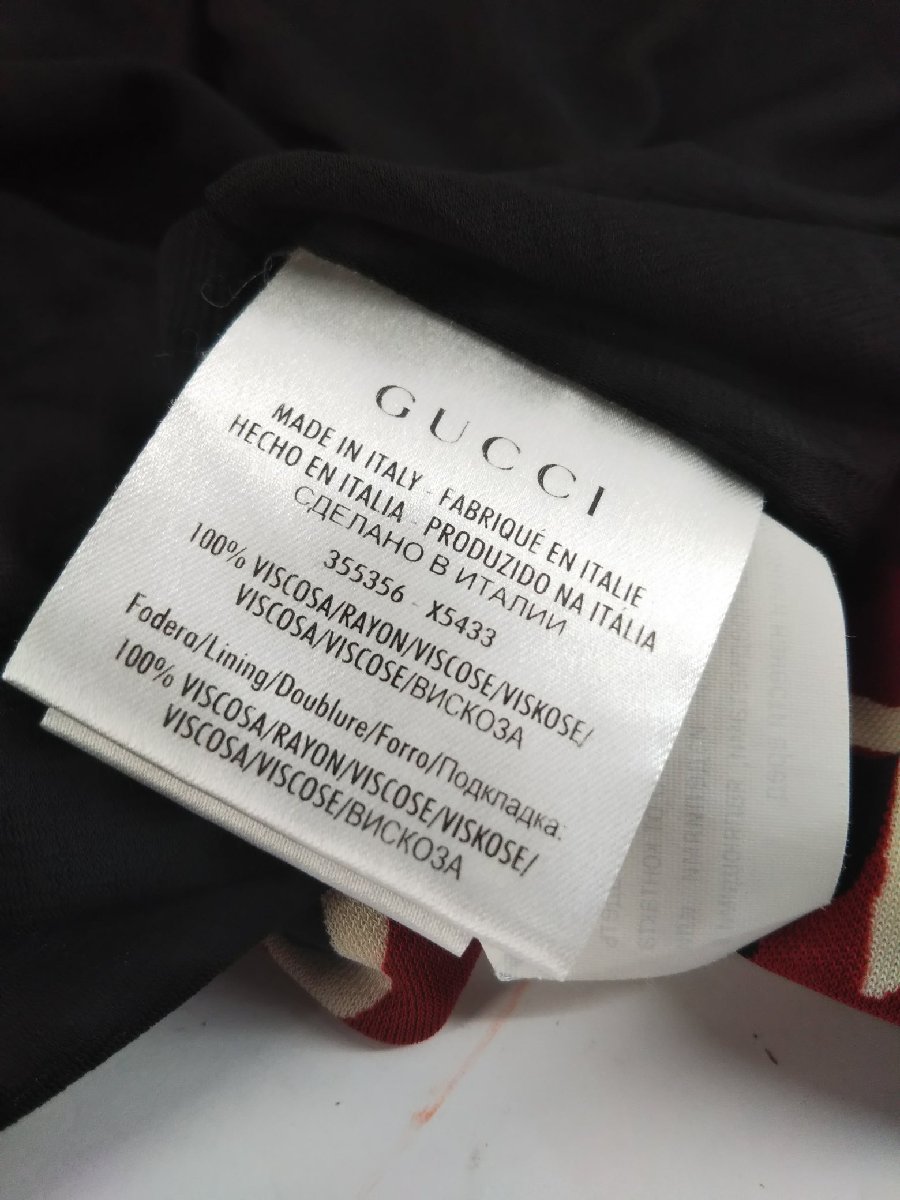 GUCCI
MADE IN ITALY - FABRIQUÉ EN ITALIE
HECHO EN ITALIA - PRODUZIDO NA ITÁLIA
СДЕЛАНО В ИТАЛИИ
355356 - X5433
100% VISCOSA/RAYON/VISCOSE/VISKOSE/
VISCOSA/VISCOSE/ВИСКОЗА
Fodera/Lining/Doublure/Forro/Подкладка:
100% VISCOSA/RAYON/VISCOSE/VISKOSE/
VISCOSA/VISCOSE/ВИСКОЗА